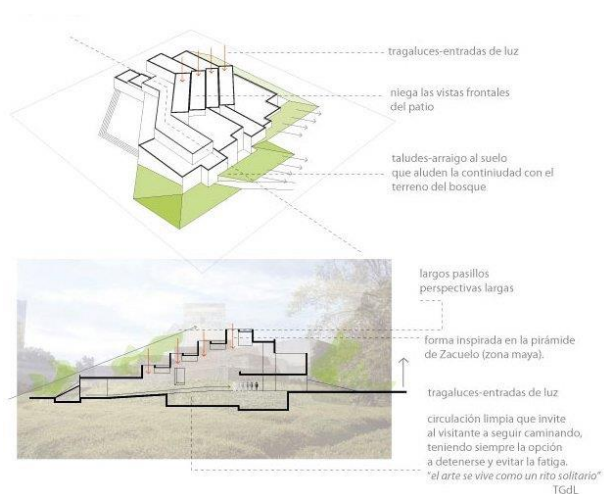 tragaluces-entradas de luz
niega las vistas frontales
del patio
taludes-arraigo al suelo
que aluden la continiudad con el
terreno del bosque
largos pasillos
perspectivas largas
forma inspirada en la pirámide
de Zacuelo (zona maya).
tragaluces-entradas de luz
circulación limpia que invite
al visitante a seguir caminando,
teniendo siempre la opción
a detenerse y evitar la fatiga.
"el arte se vive como un rito solitario"
TGdL